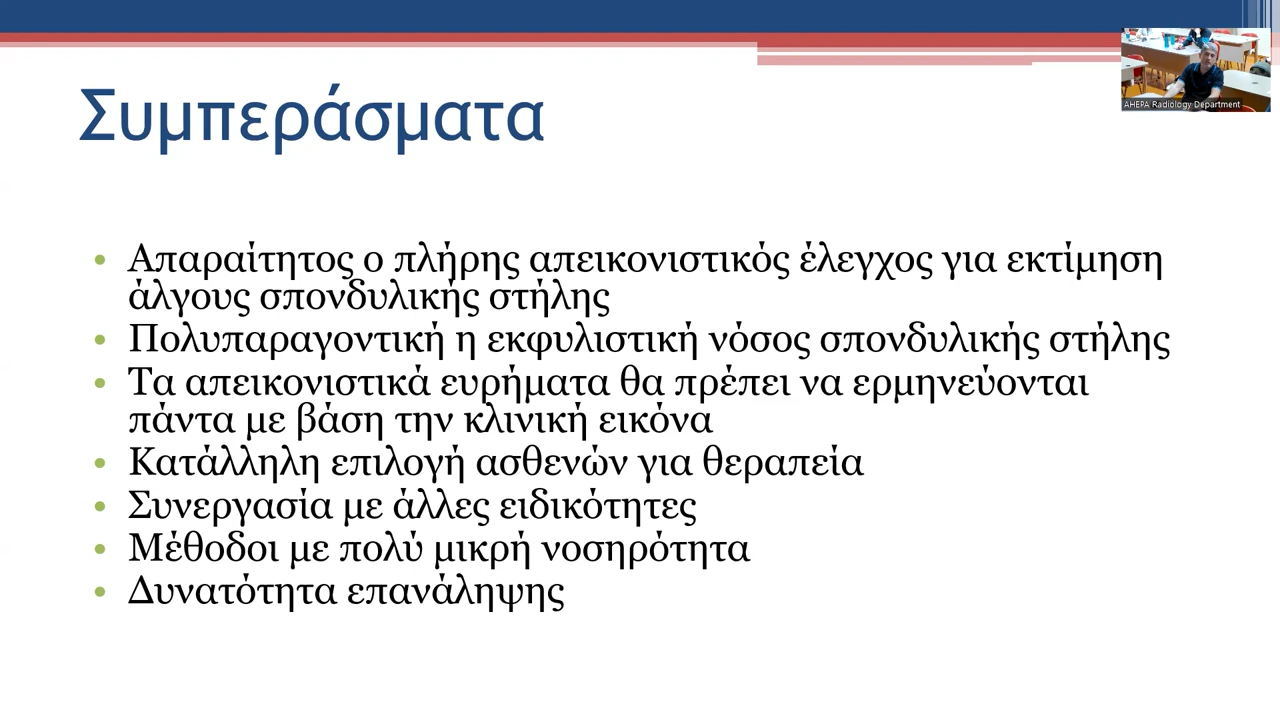 AHEPA Radiology Department
Συμπεράσματα
• Απαραίτητος ο πλήρης απεικονιστικός έλεγχος για εκτίμηση
άλγους σπονδυλικής στήλης
• Πολυπαραγοντική η εκφυλιστική νόσος σπονδυλικής στήλης
• Τα απεικονιστικά ευρήματα θα πρέπει να ερμηνεύονται
πάντα με βάση την κλινική εικόνα
• Κατάλληλη επιλογή ασθενών για θεραπεία
• Συνεργασία με άλλες ειδικότητες
• Μέθοδοι με πολύ μικρή νοσηρότητα
• Δυνατότητα επανάληψης